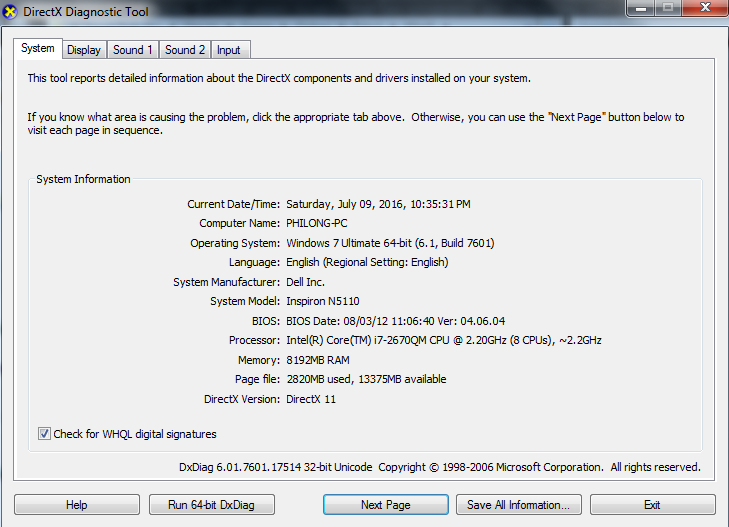 DirectX Diagnostic Tool
System Display Sound 1 Sound 2 Input
This tool reports detailed information about the DirectX components and drivers installed on your system.
If you know what area is causing the problem, click the appropriate tab above.  Otherwise, you can use the "Next Page" button below to
visit each page in sequence.
System Information
Current Date/Time: Saturday, July 09, 2016, 10:35:31 PM
Computer Name: PHILONG-PC
Operating System: Windows 7 Ultimate 64-bit (6.1, Build 7601)
Language: English (Regional Setting: English)
System Manufacturer: Dell Inc.
System Model: Inspiron N5110
BIOS: BIOS Date: 08/03/12 11:06:40 Ver: 04.06.04
Processor: Intel(R) Core(TM) i7-2670QM CPU @ 2.20GHz (8 CPUs), ~2.2GHz
Memory: 8192MB RAM
Page file: 2820MB used, 13375MB available
DirectX Version: DirectX 11
Check for WHQL digital signatures
DxDiag 6.01.7601.17514 32-bit Unicode  Copyright © 1998-2006 Microsoft Corporation.  All rights reserved.
Help Run 64-bit DxDiag Next Page Save All Information... Exit